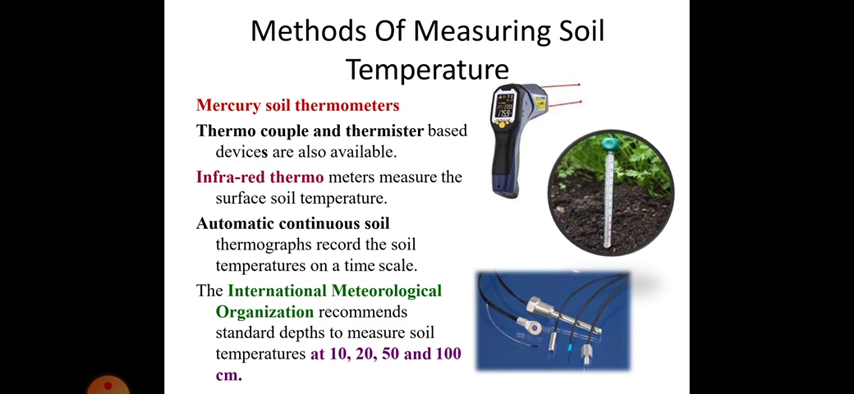 Methods Of Measuring Soil
Temperature
Mercury soil thermometers
Thermo couple and thermister based
devices are also available.
Infra-red thermo meters measure the
surface soil temperature.
Automatic continuous soil
thermographs record the soil
temperatures on a time scale.
The International Meteorological
Organization recommends
standard depths to measure soil
temperatures at 10, 20, 50 and 100
cm.